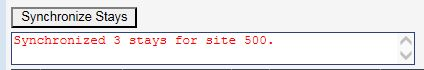 Synchronize Stays
Synchronized 3 stays for site 500.